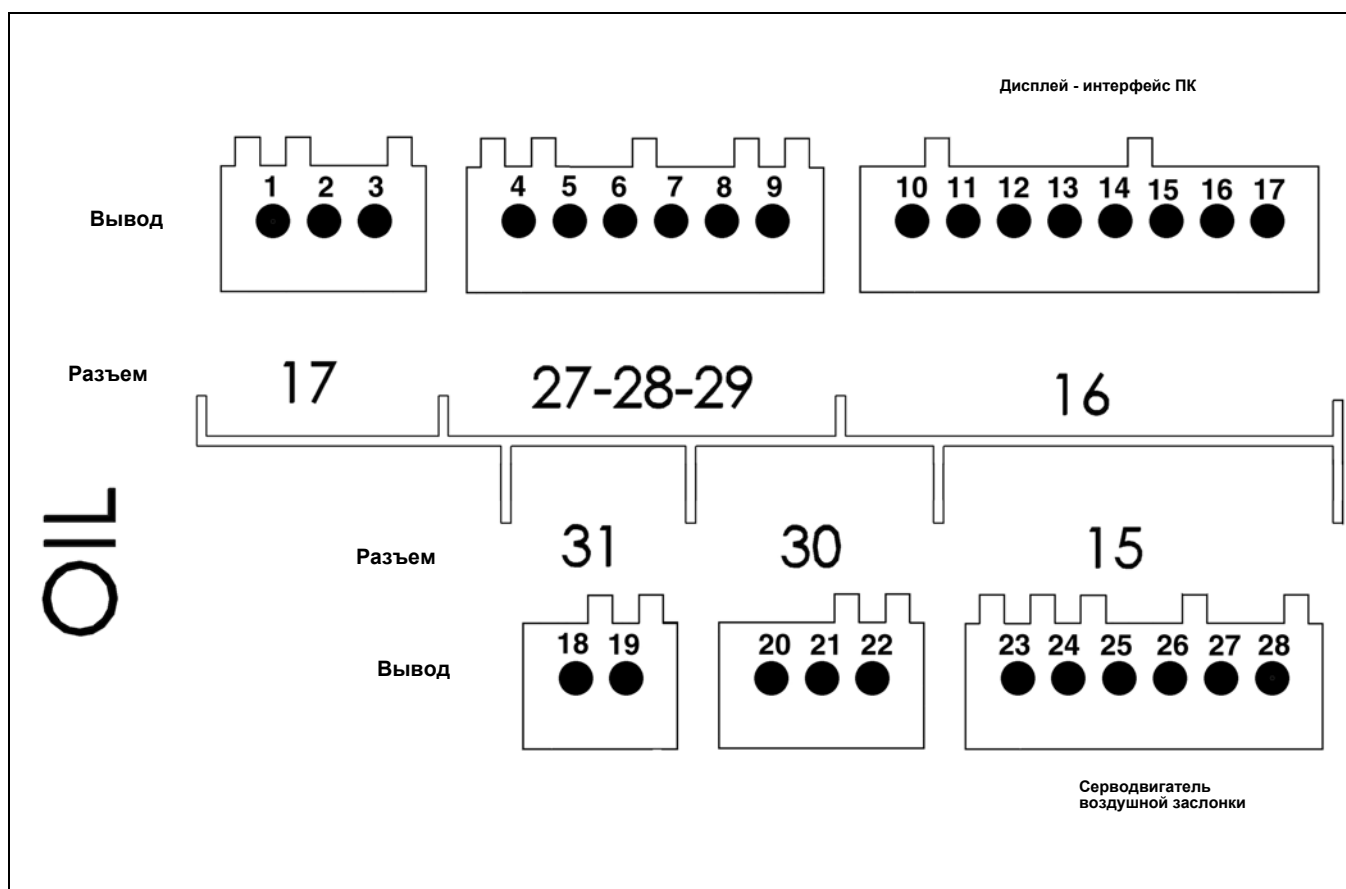 Дисплей - интерфейс ПК
1 2 3 4 5 6 7 8 9 10 11 12 13 14 15 16 17
Вывод
Разъем 17 27-28-29 16
OIL
Разъем 31 30 15
18 19 20 21 22 23 24 25 26 27 28
Вывод
Серводвигатель
воздушной заслонки